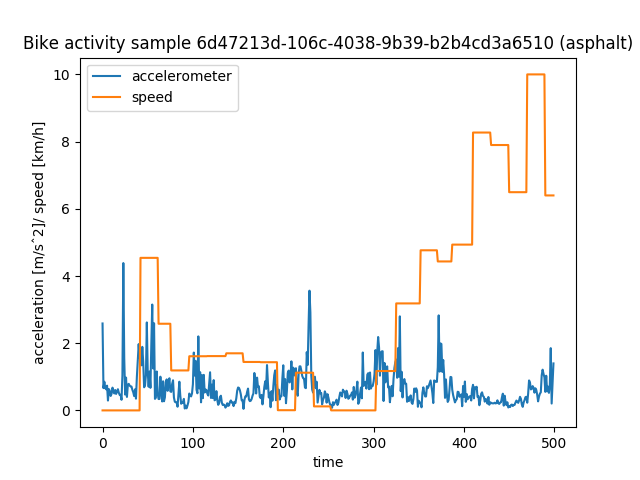 Bike activity sample 6d47213d-106c-4038-9b39-b2b4cd3a6510 (asphalt)
accelerometer
speed
acceleration [m/s^2]/ speed [km/h]
10
8
6
4
2
0
0 100 200 300 400 500
time